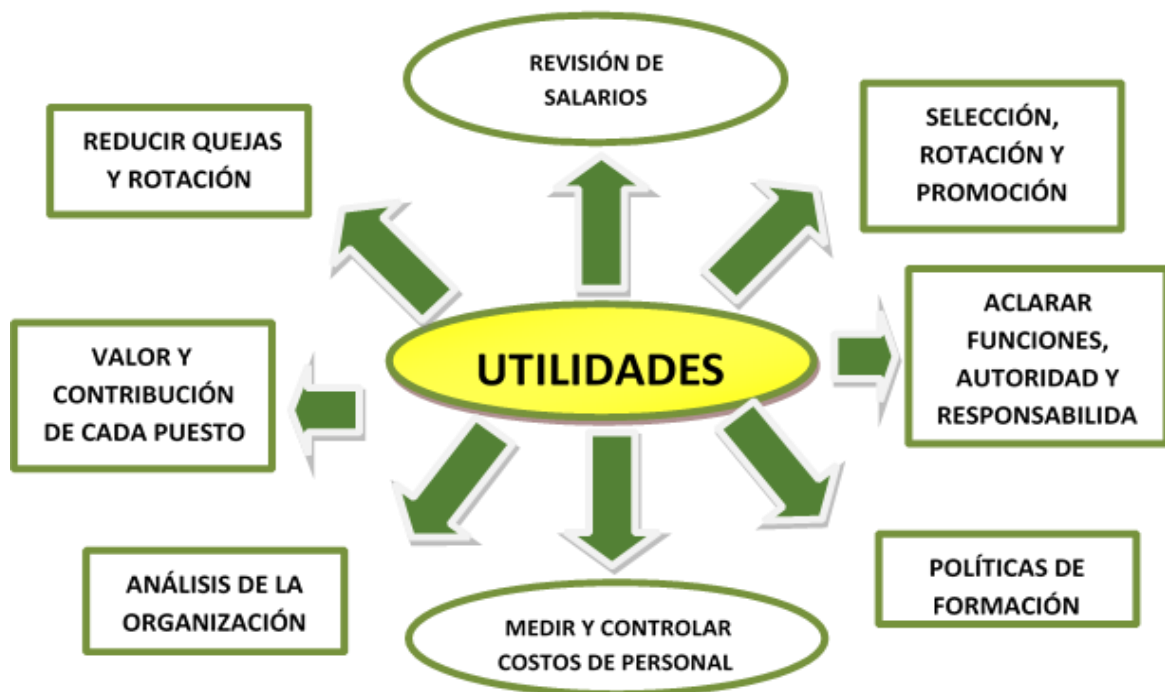 REVISIÓN DE
SALARIOS
REDUCIR QUEJAS
Y ROTACIÓN
SELECCIÓN,
ROTACIÓN Y
PROMOCIÓN
VALOR Y
CONTRIBUCIÓN
DE CADA PUESTO
UTILIDADES
ACLARAR
FUNCIONES,
AUTORIDAD Y
RESPONSABILIDA
ANÁLISIS DE LA
ORGANIZACIÓN
MEDIR Y CONTROLAR
COSTOS DE PERSONAL
POLÍTICAS DE
FORMACIÓN